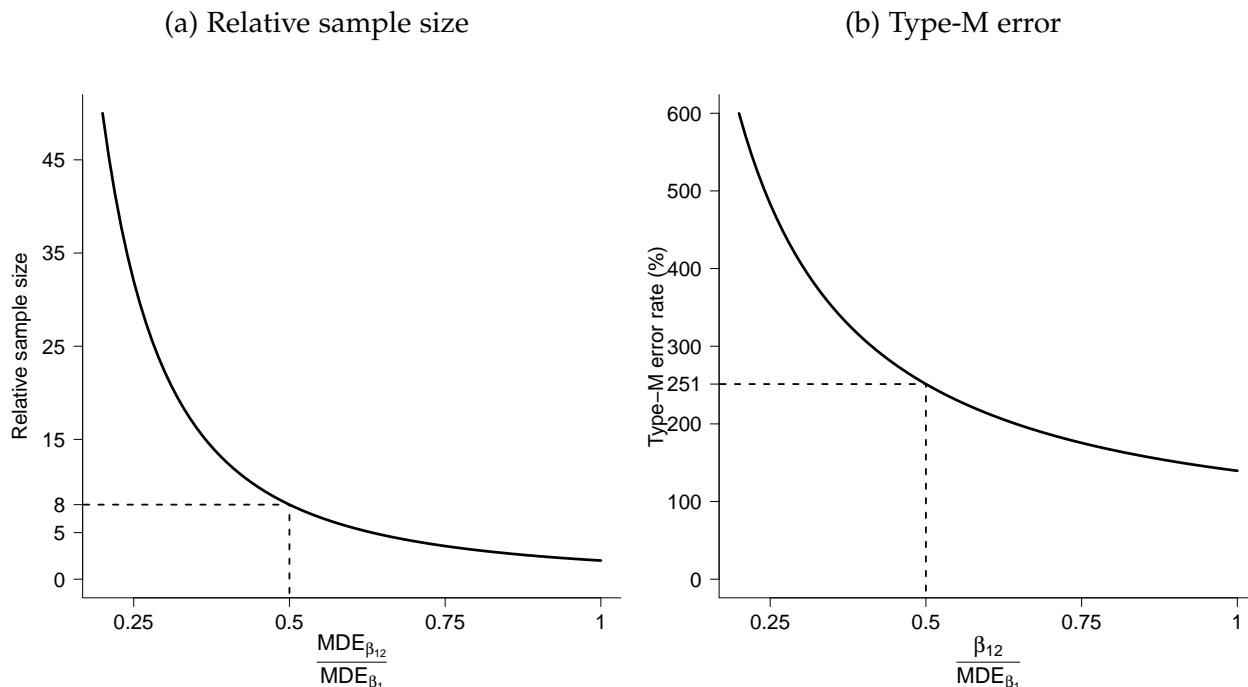 (a) Relative sample size
45
35
25
15
8
5
0
Relative sample size
0.25
0.5
0.75
1
MDEβ12
MDEβ1
(b) Type-M error
600
500
400
300
251
200
100
0
Type−M error rate (%)
0.25
0.5
0.75
1
β12
MDEβ1